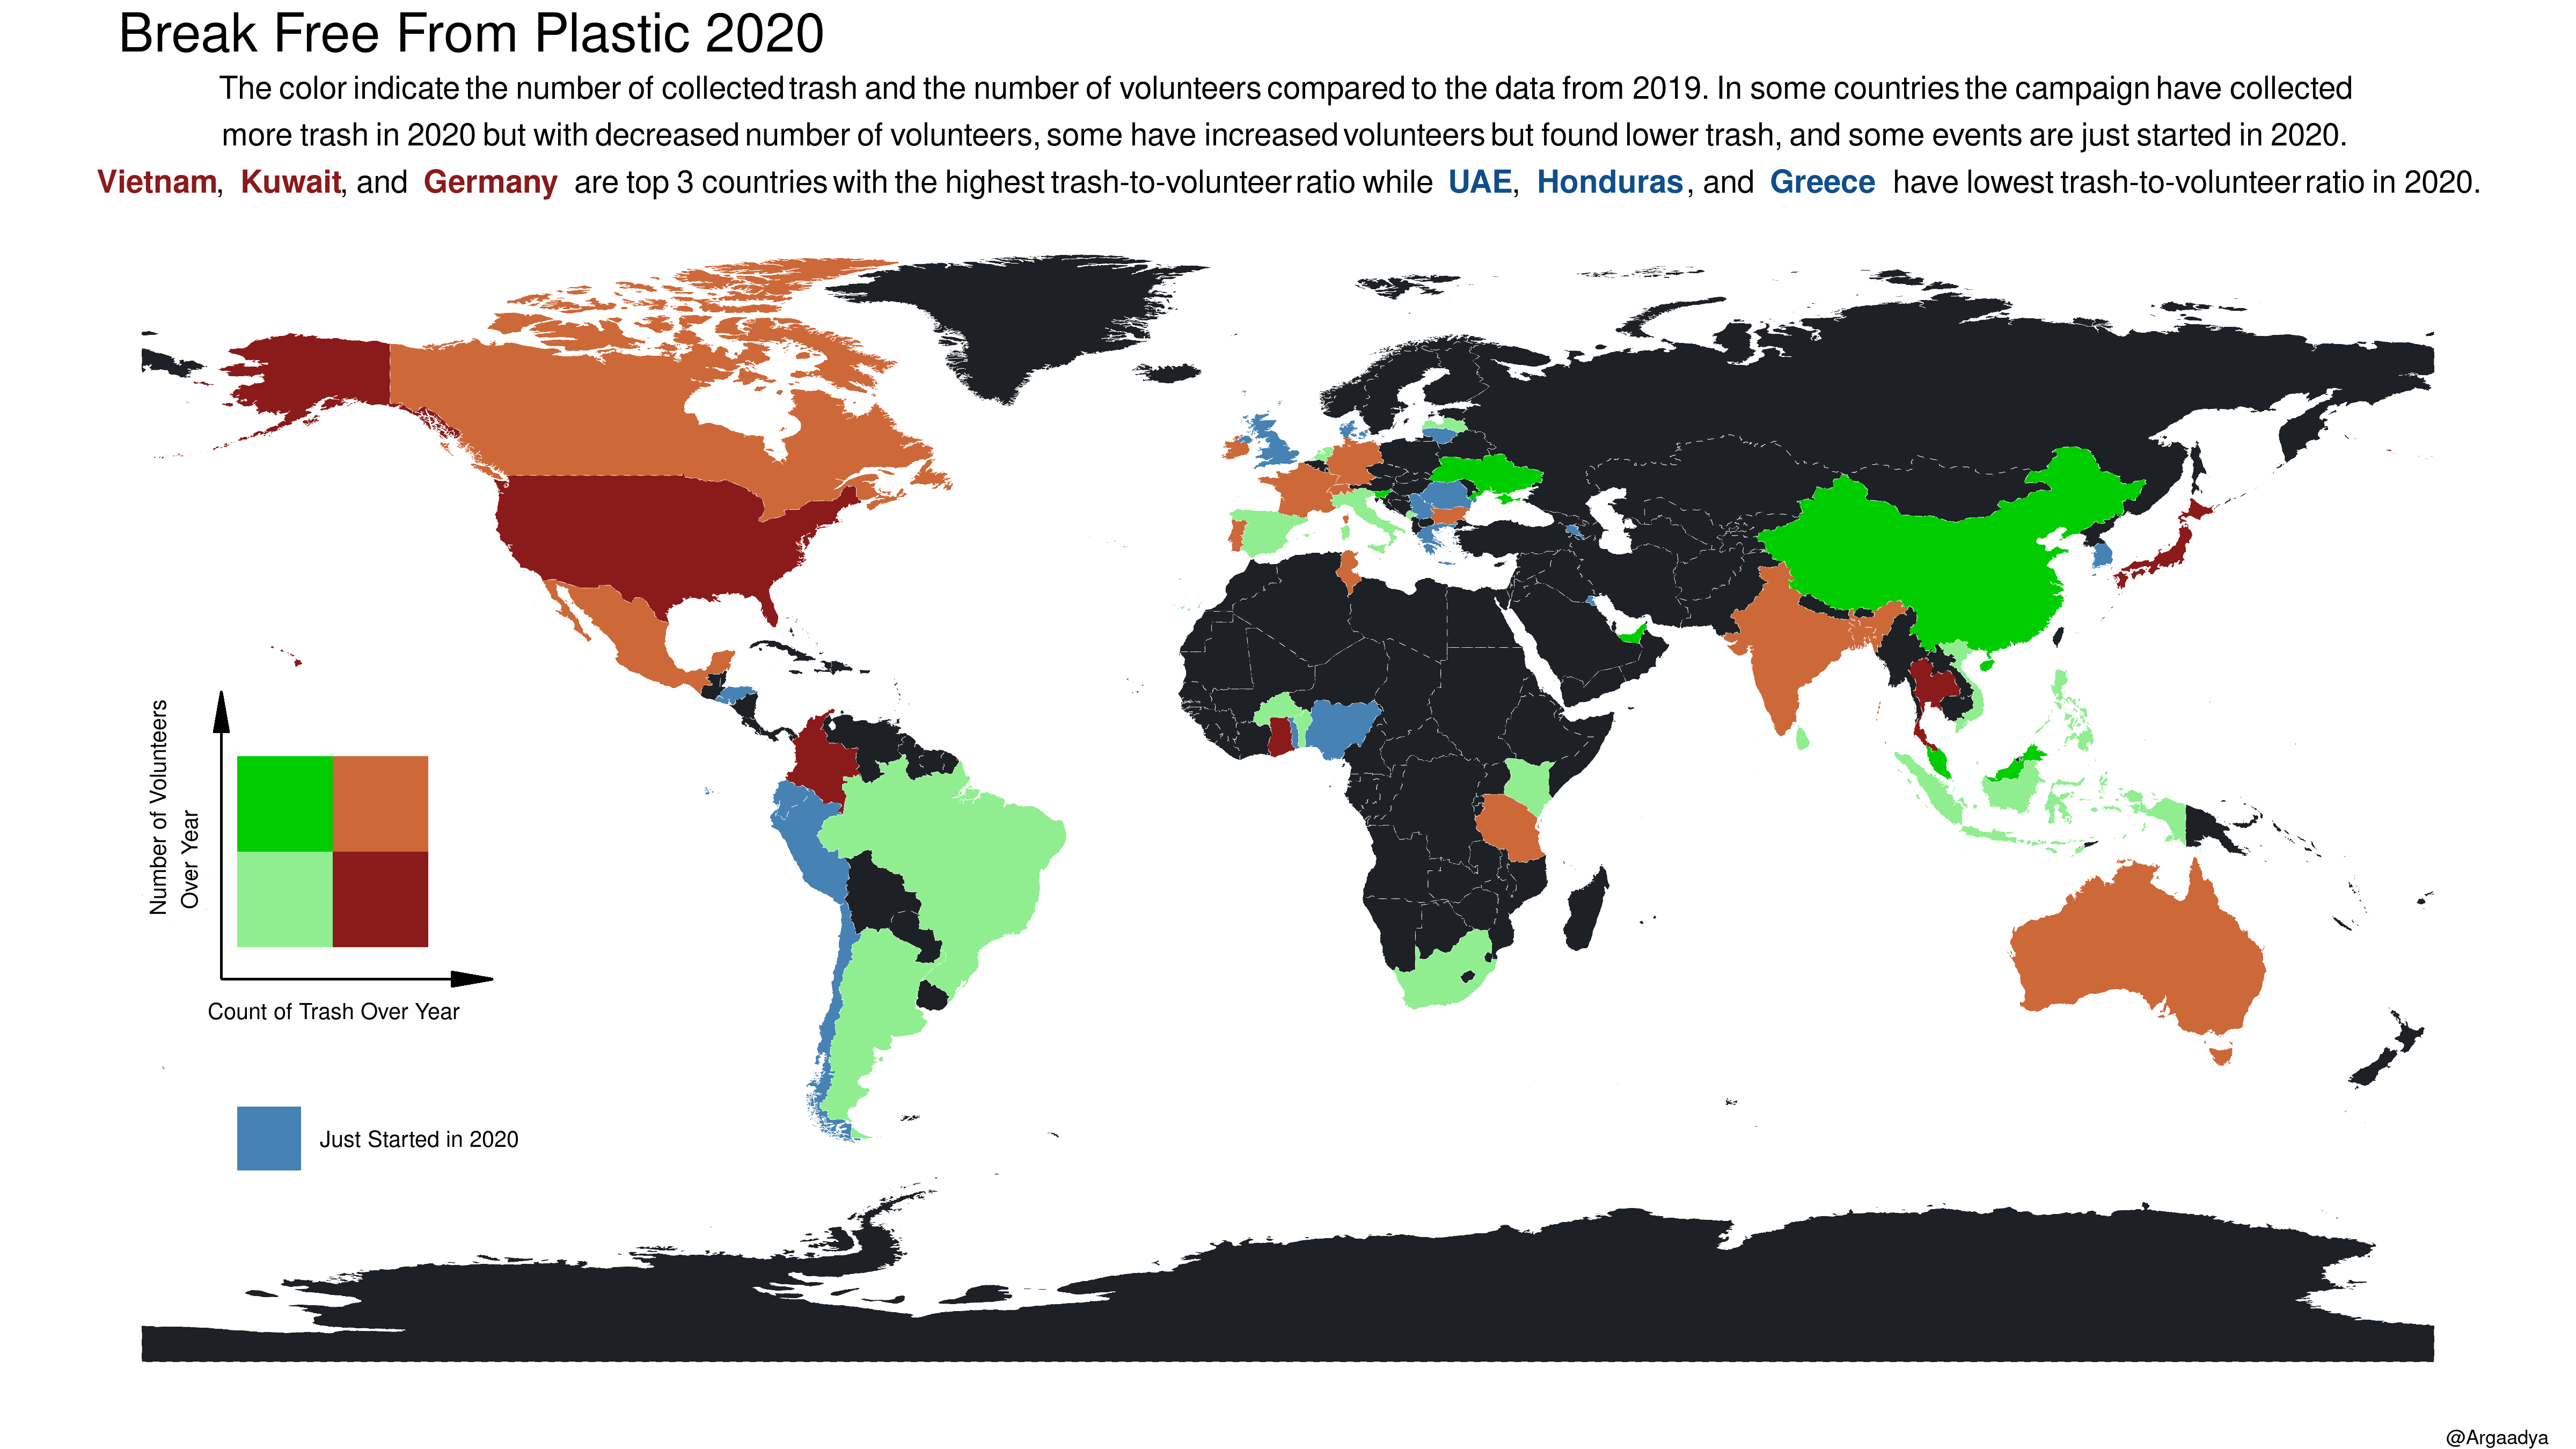 Break Free From Plastic 2020
The color indicate the number of collected trash and the number of volunteers compared to the data from 2019. In some countries the campaign have collected
more trash in 2020 but with decreased number of volunteers, some have increased volunteers but found lower trash, and some events are just started in 2020.
Vietnam, Kuwait, and Germany are top 3 countries with the highest trash-to-volunteer ratio while UAE, Honduras, and Greece have lowest trash-to-volunteer ratio in 2020.
Number of Volunteers
Over Year
Count of Trash Over Year
Just Started in 2020
@Argaadya